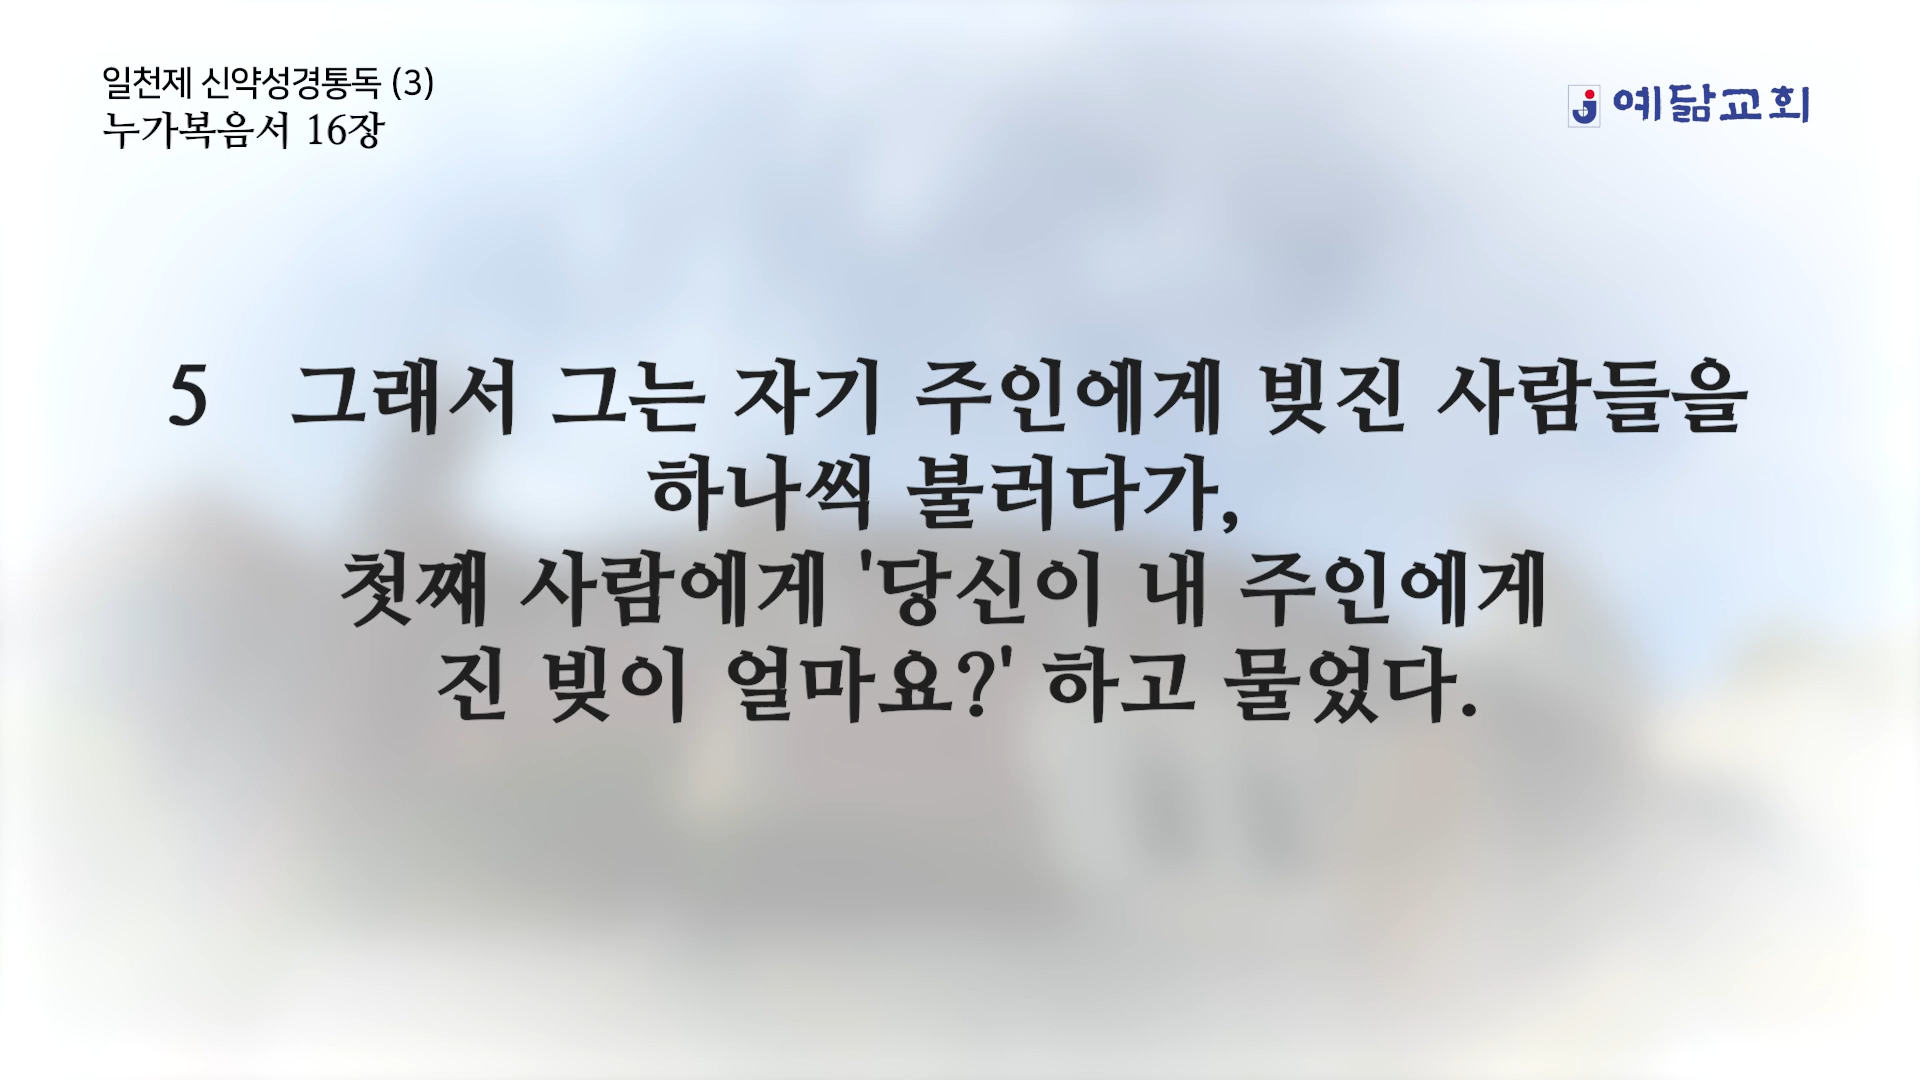 일천제 신약성경통독 (3)
누가복음서 16장
예닮교회
5 그래서 그는 자기 주인에게 빚진 사람들을
하나씩 불러다가,
첫째 사람에게 '당신이 내 주인에게
진 빚이 얼마요?' 하고 물었다.